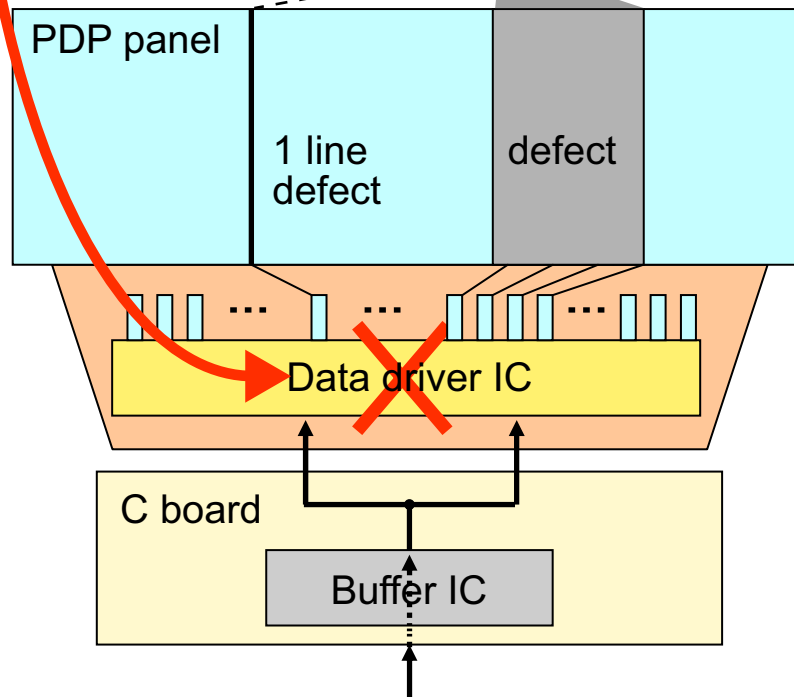 PDP panel
1 line
defect
defect
... ... ...
Data driver IC
C board
Buffer IC